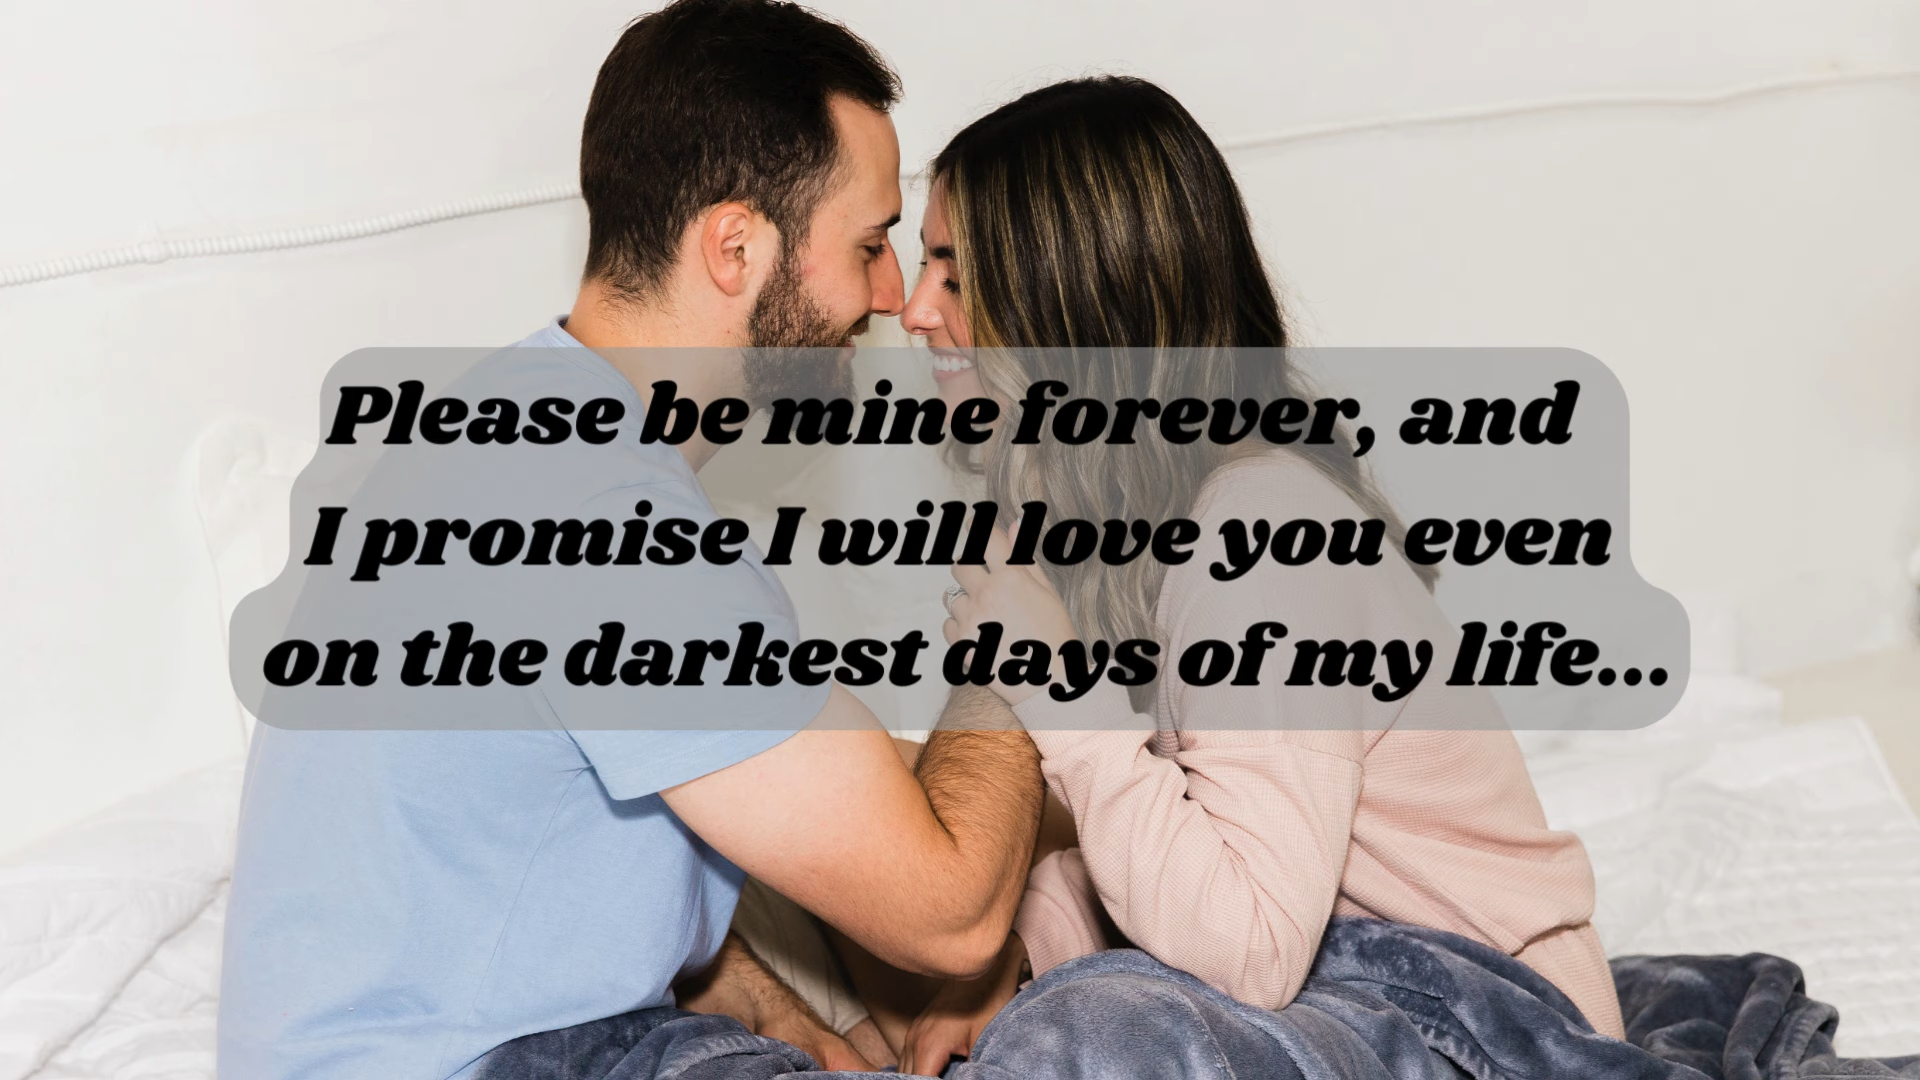 Please be mine forever, and
I promise I will love you even
on the darkest days of my life...